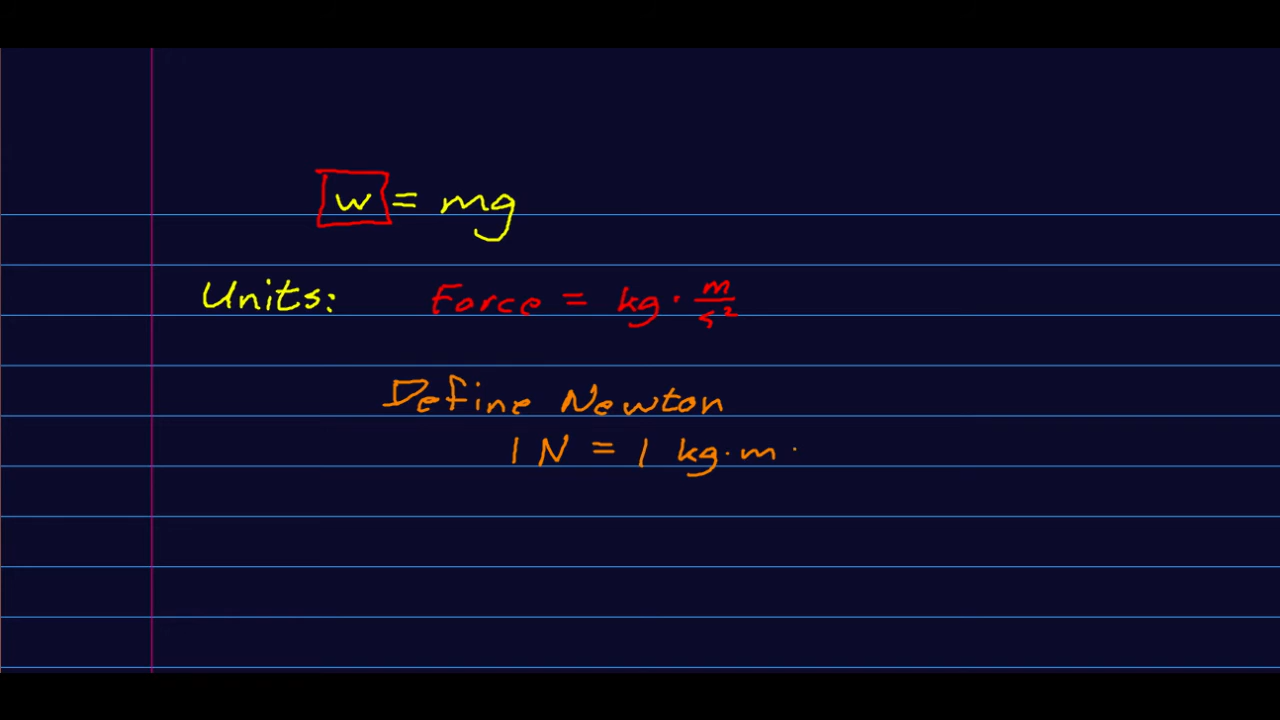 w = mg
Units: Force = kg · m/s²
Define Newton
1 N = 1 kg·m·